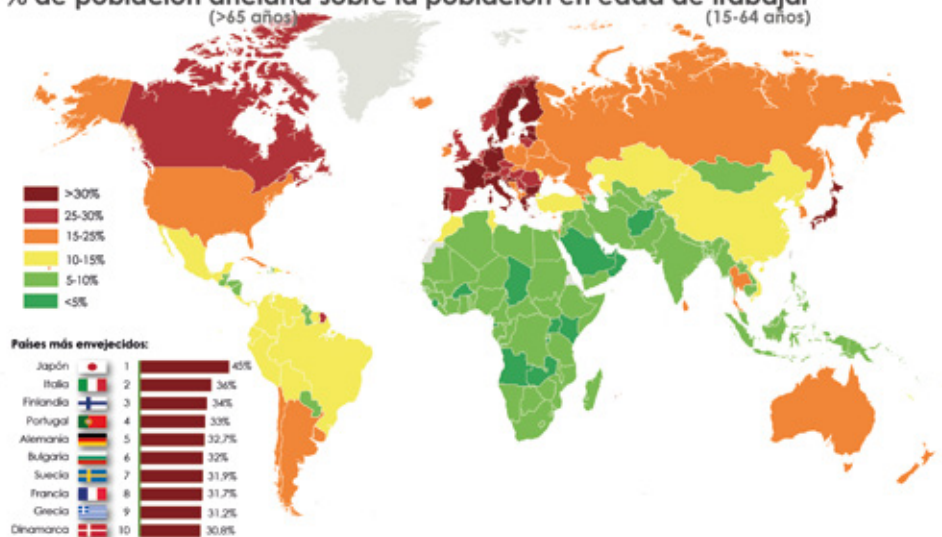 % de población anciana sobre la población en edad de trabajar
(>65 años) (15-64 años)
>30%
25-30%
15-25%
10-15%
5-10%
<5%
Países más envejecidos:
Japón 1 45%
Italia 2 36%
Finlandia 3 34%
Portugal 4 33%
Alemania 5 32,7%
Bulgaria 6 32%
Suecia 7 31,9%
Francia 8 31,7%
Grecia 9 31,2%
Dinamarca 10 30,8%